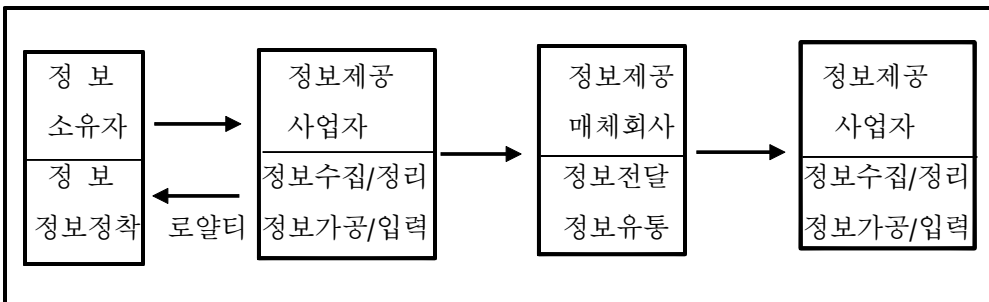 정 보
소유자
정 보
정보정착
로얄티
정보제공
사업자
정보수집/정리
정보가공/입력
정보제공
매체회사
정보전달
정보유통
정보제공
사업자
정보수집/정리
정보가공/입력